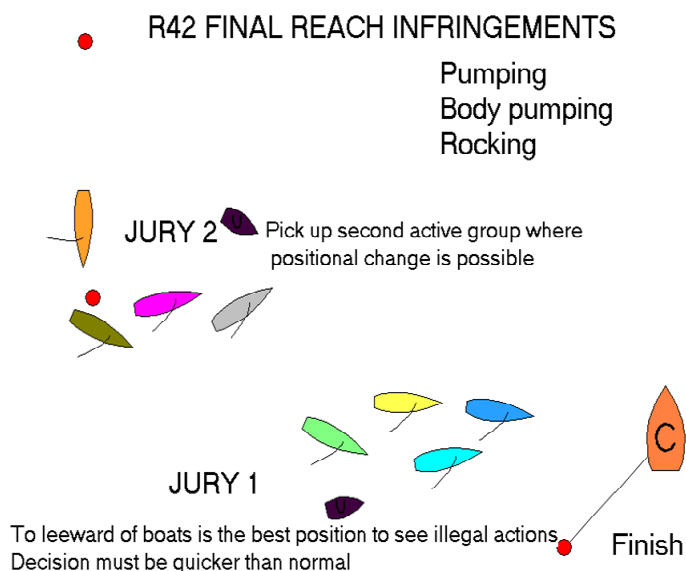 R42 FINAL REACH INFRINGEMENTS
Pumping
Body pumping
Rocking
JURY 2
U
Pick up second active group where
positional change is possible
C
JURY 1
U
To leeward of boats is the best position to see illegal actions
Decision must be quicker than normal
Finish